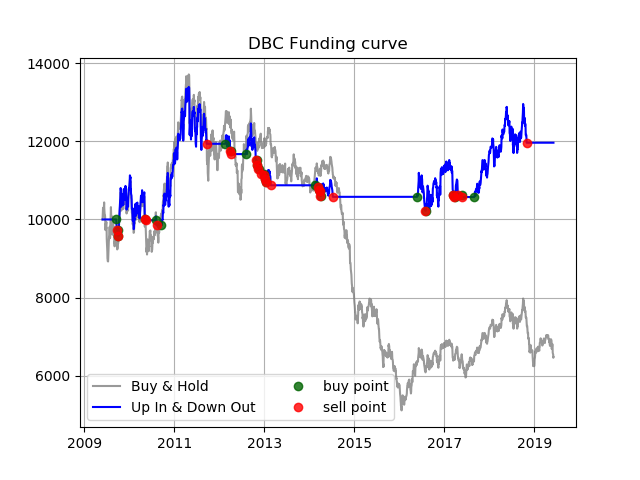 DBC Funding curve
14000
12000
10000
8000
6000
Buy & Hold
Up In & Down Out
buy point
sell point
2009 2011 2013 2015 2017 2019